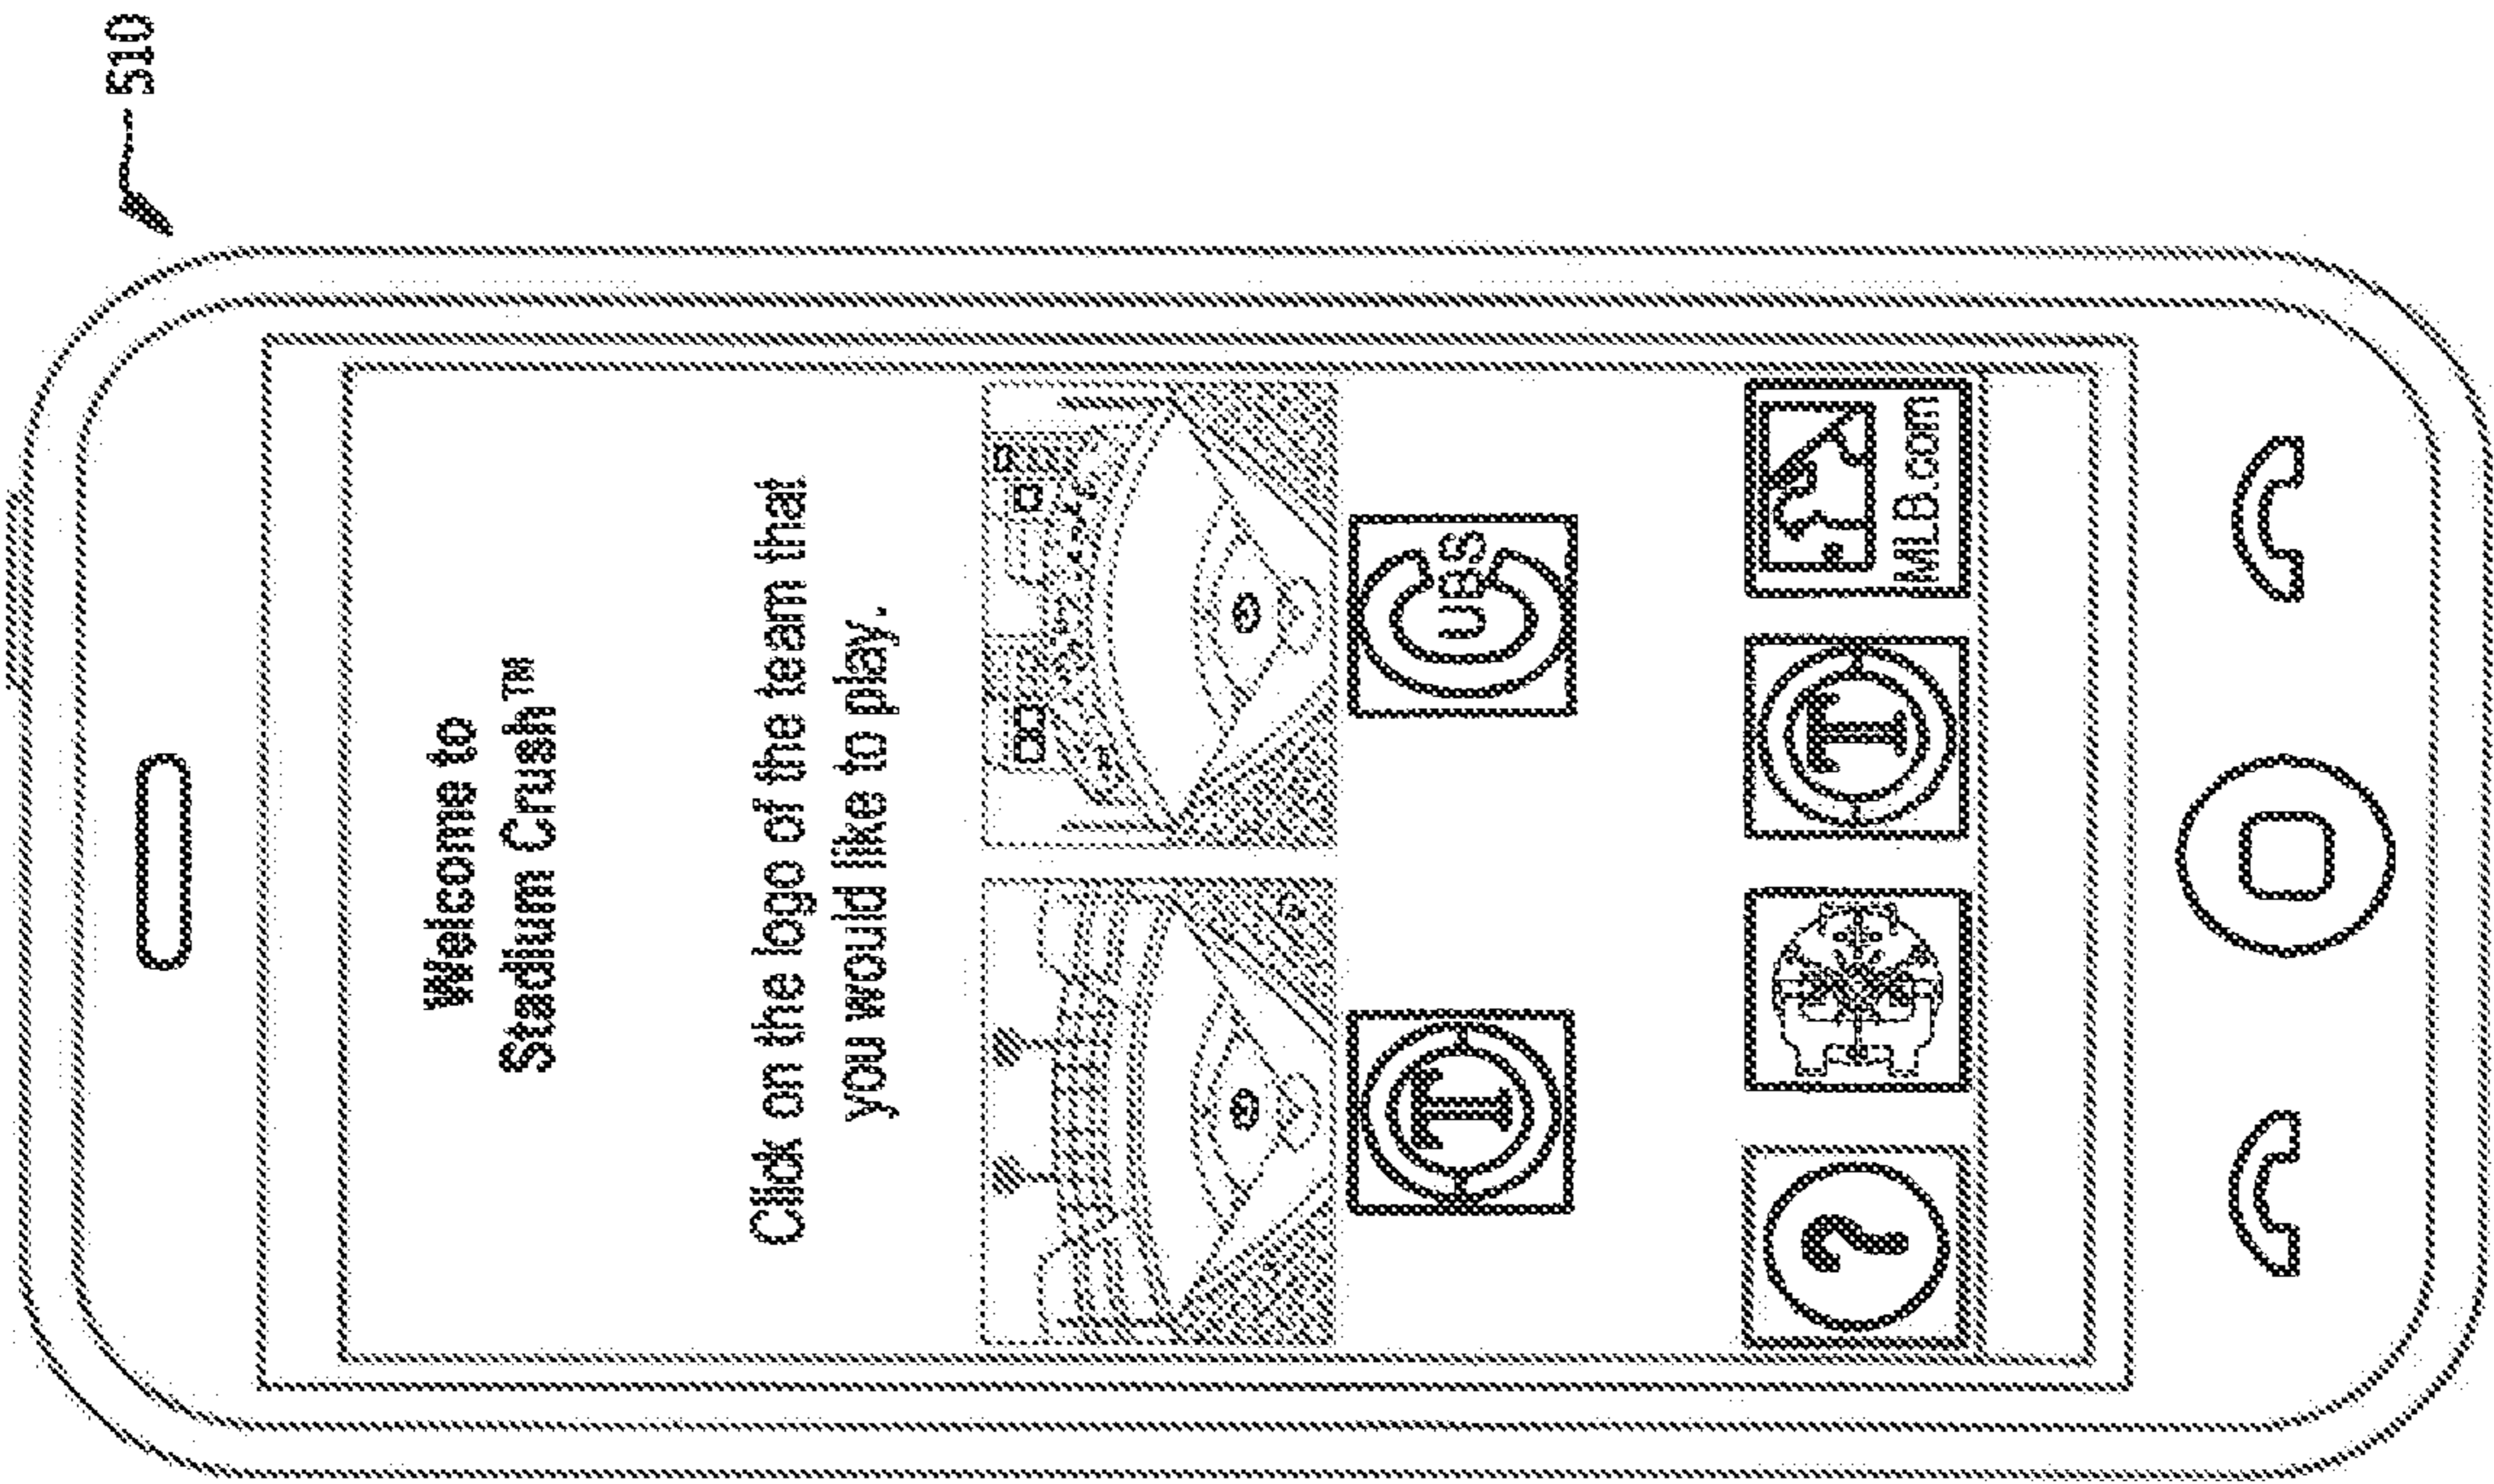 510
Welcome to
Stadium Crush™
Click on the logo of the team that
you would like to play.
T
CUBS
?
T
MLB.com